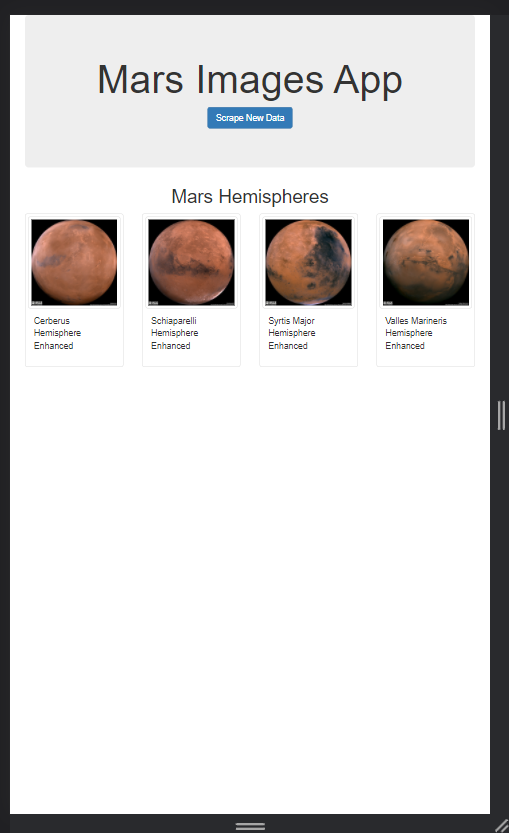 Mars Images App
Scrape New Data
Mars Hemispheres
Cerberus
Hemisphere
Enhanced
Schiaparelli
Hemisphere
Enhanced
Syrtis Major
Hemisphere
Enhanced
Valles Marineris
Hemisphere
Enhanced